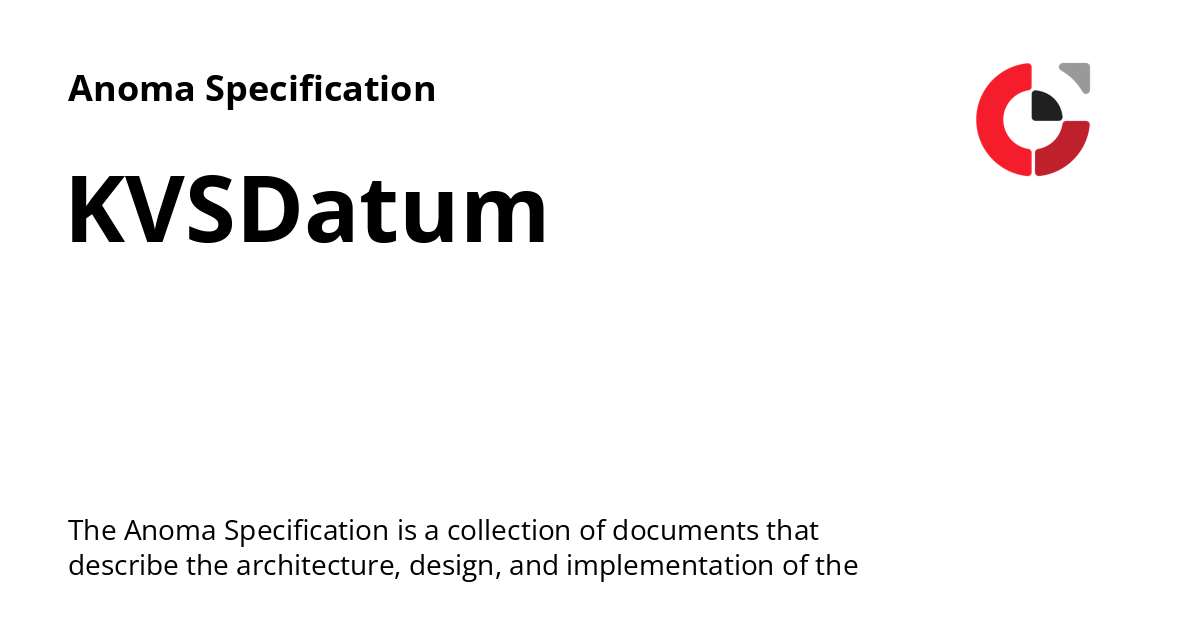 Anoma Specification
KVSDatum
The Anoma Specification is a collection of documents that
describe the architecture, design, and implementation of the